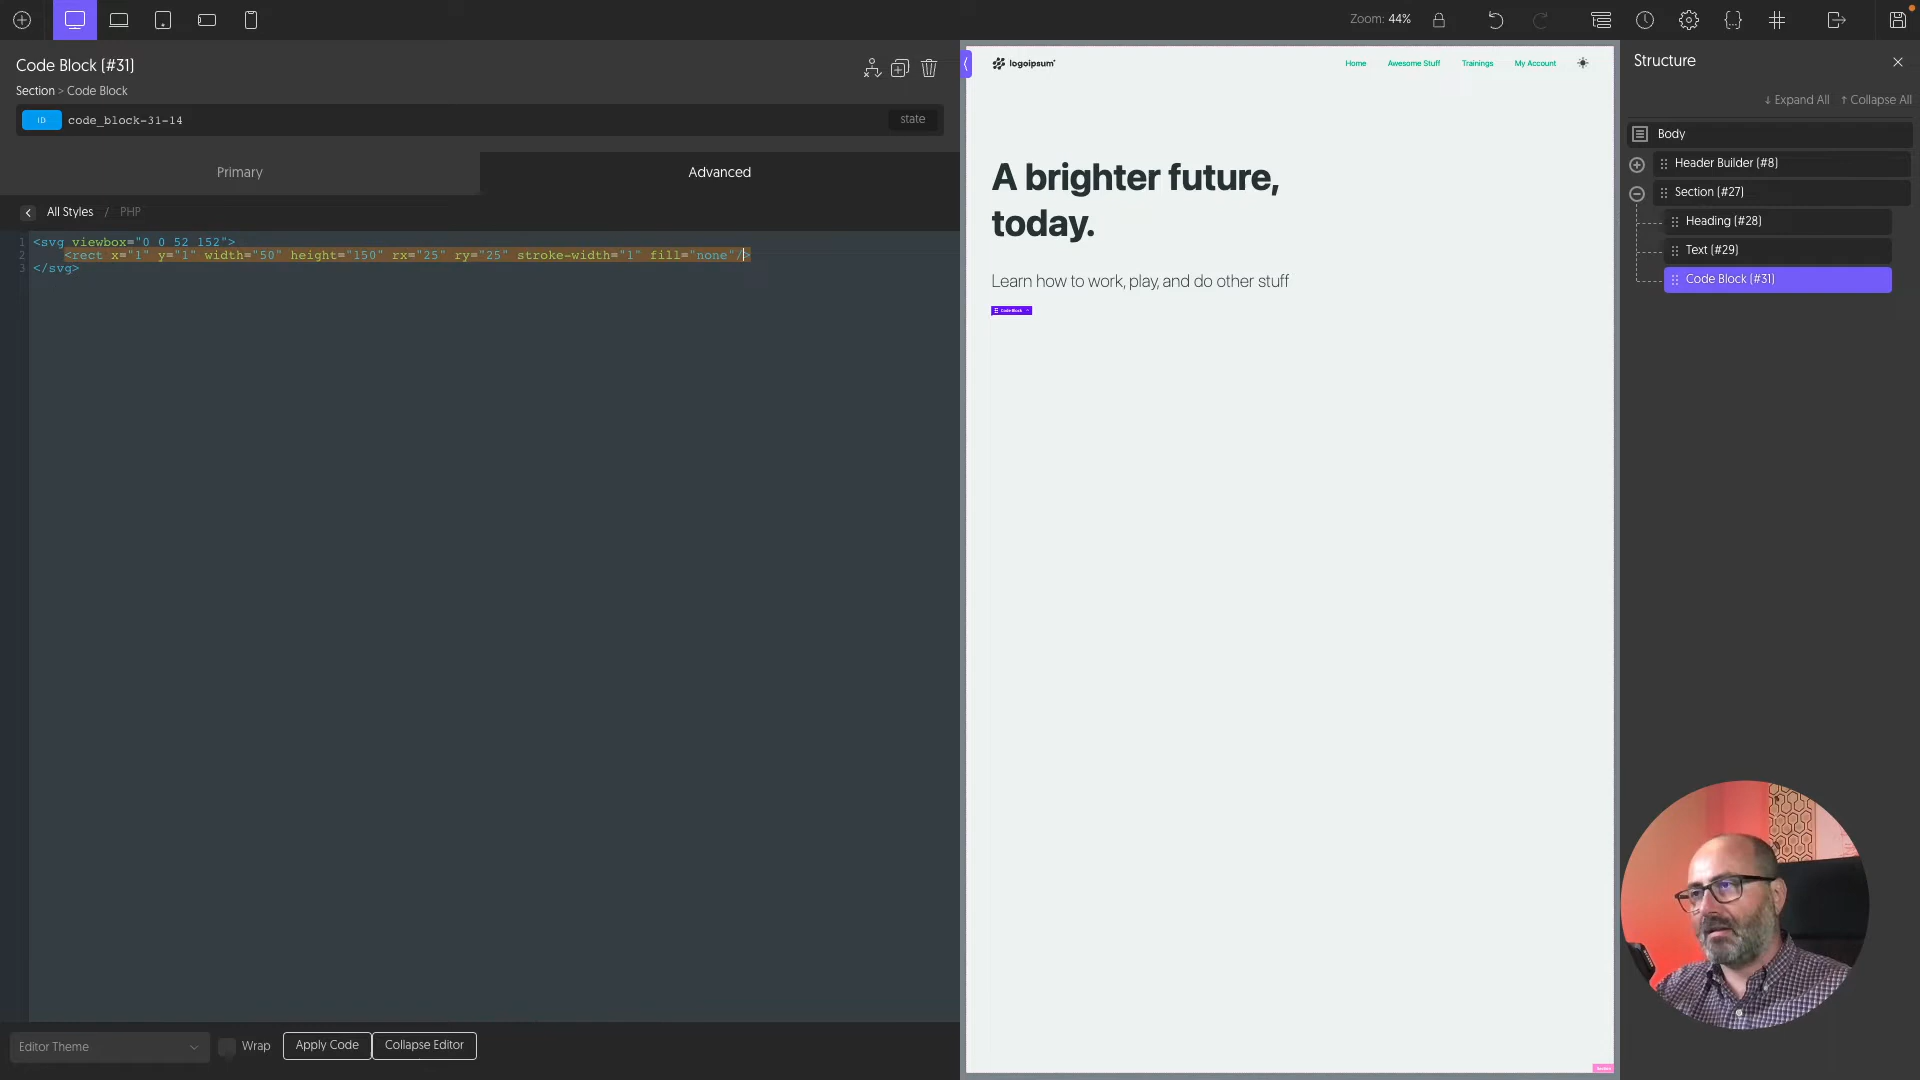 Zoom: 44%
Code Block (#31)
Section > Code Block
ID code_block-31-14 state
Primary Advanced
All Styles / PHP
1 <svg viewbox="0 0 52 152">
2 <rect x="1" y="1" width="50" height="150" rx="25" ry="25" stroke-width="1" fill="none"/>
3 </svg>
Editor Theme
Wrap
Apply Code
Collapse Editor
logoipsum
Home Awesome Stuff Trainings My Account
A brighter future,
today.
Learn how to work, play, and do other stuff
Code Block
Structure
Expand All Collapse All
Body
Header Builder (#8)
Section (#27)
Heading (#28)
Text (#29)
Code Block (#31)